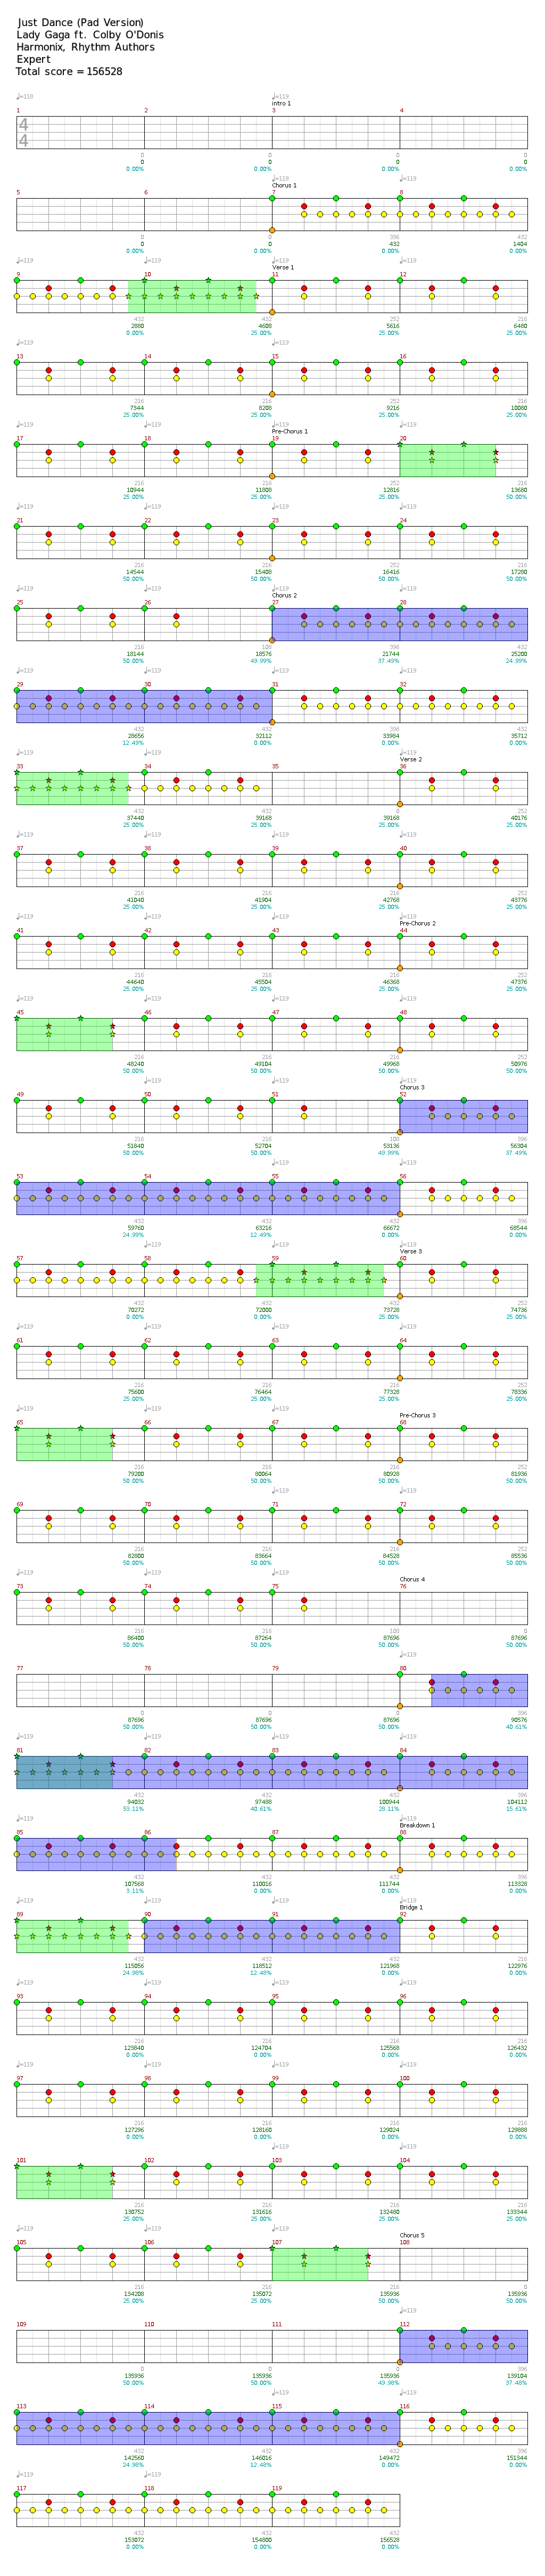 Just Dance (Pad Version)
Lady Gaga ft. Colby O'Donis
Harmonix, Rhythm Authors
Expert
Total score = 156528
♩=118 ♩=119
intro 1
1 2 3 4
4
4
0 0 0 0
0 0 0 0
0.00% 0.00% 0.00% 0.00%
♩=119 ♩=119
Chorus 1
5 6 7 8
0 0 396 432
0 0 432 1404
0.00% 0.00% 0.00% 0.00%
Verse 1
9 10 11 12
432 432 252 216
2880 4608 5616 6480
0.00% 25.00% 25.00% 25.00%
13 14 15 16
216 216 252 216
7344 8208 9216 10080
25.00% 25.00% 25.00% 25.00%
Pre-Chorus 1
17 18 19 20
216 216 252 216
10944 11808 12816 13680
25.00% 25.00% 25.00% 50.00%
21 22 23 24
216 216 252 216
14544 15408 16416 17280
50.00% 50.00% 50.00% 50.00%
Chorus 2
25 26 27 28
216 108 396 432
18144 18576 21744 25200
50.00% 49.99% 37.49% 24.99%
29 30 31 32
432 432 396 432
28656 32112 33984 35712
12.49% 0.00% 0.00% 0.00%
Verse 2
33 34 35 36
432 432 0 252
37440 39168 39168 40176
25.00% 25.00% 25.00% 25.00%
37 38 39 40
216 216 216 252
41040 41904 42768 43776
25.00% 25.00% 25.00% 25.00%
Pre-Chorus 2
41 42 43 44
216 216 216 252
44640 45504 46368 47376
25.00% 25.00% 25.00% 25.00%
45 46 47 48
216 216 216 252
48240 49104 49968 50976
50.00% 50.00% 50.00% 50.00%
Chorus 3
49 50 51 52
216 216 108 396
51840 52704 53136 56304
50.00% 50.00% 49.99% 37.49%
53 54 55 56
432 432 432 396
59760 63216 66672 68544
24.99% 12.49% 0.00% 0.00%
Verse 3
57 58 59 60
432 432 432 252
70272 72000 73728 74736
0.00% 0.00% 25.00% 25.00%
61 62 63 64
216 216 216 252
75600 76464 77328 78336
25.00% 25.00% 25.00% 25.00%
Pre-Chorus 3
65 66 67 68
216 216 216 252
79200 80064 80928 81936
50.00% 50.00% 50.00% 50.00%
69 70 71 72
216 216 216 252
82800 83664 84528 85536
50.00% 50.00% 50.00% 50.00%
Chorus 4
73 74 75 76
216 216 108 0
86400 87264 87696 87696
50.00% 50.00% 50.00% 50.00%
77 78 79 80
0 0 0 396
87696 87696 87696 90576
50.00% 50.00% 50.00% 40.61%
81 82 83 84
432 432 432 396
94032 97488 100944 104112
53.11% 40.61% 28.11% 15.61%
Breakdown 1
85 86 87 88
432 432 432 396
107568 110016 111744 113328
3.11% 0.00% 0.00% 0.00%
Bridge 1
89 90 91 92
432 432 432 216
115056 118512 121968 122976
24.98% 12.48% 0.00% 0.00%
93 94 95 96
216 216 216 216
123840 124704 125568 126432
0.00% 0.00% 0.00% 0.00%
97 98 99 100
216 216 216 216
127296 128160 129024 129888
0.00% 0.00% 0.00% 0.00%
101 102 103 104
216 216 216 216
130752 131616 132480 133344
25.00% 25.00% 25.00% 25.00%
Chorus 5
105 106 107 108
216 216 216 0
134208 135072 135936 135936
25.00% 25.00% 50.00% 50.00%
109 110 111 112
0 0 0 396
135936 135936 135936 139104
50.00% 50.00% 49.98% 37.48%
113 114 115 116
432 432 432 396
142560 146016 149472 151344
24.98% 12.48% 0.00% 0.00%
117 118 119
432 432 432
153072 154800 156528
0.00% 0.00% 0.00%